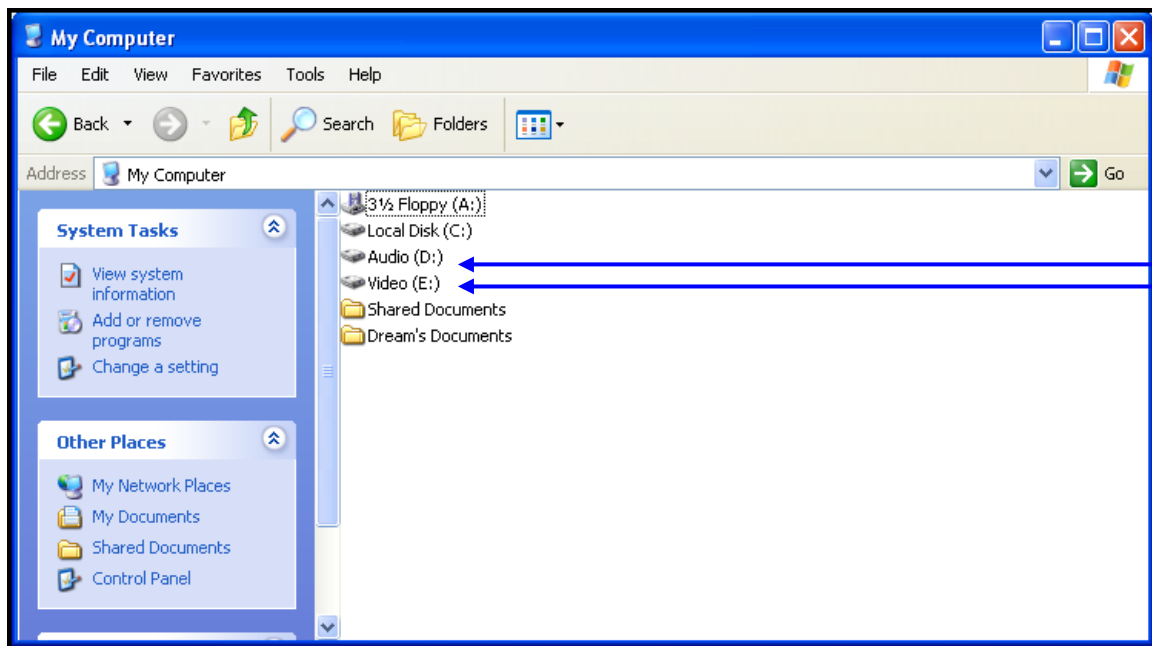 My Computer
File Edit View Favorites Tools Help
Back Search Folders
Address My Computer Go
System Tasks
View system
information
Add or remove
programs
Change a setting
Other Places
My Network Places
My Documents
Shared Documents
Control Panel
3½ Floppy (A:)
Local Disk (C:)
Audio (D:)
Video (E:)
Shared Documents
Dream's Documents